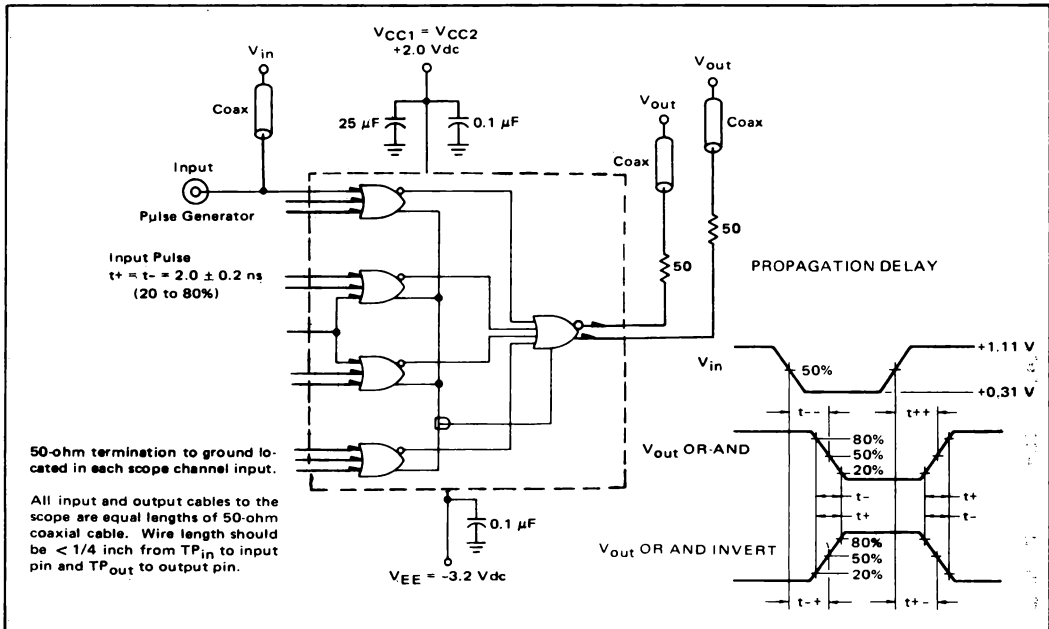 VCC1 = VCC2
+2.0 Vdc
Vin
Coax
25 µF
0.1 µF
Vout
Coax
Vout
Coax
Input
Pulse Generator
50
50
Input Pulse
t+ = t- = 2.0 ± 0.2 ns
(20 to 80%)
PROPAGATION DELAY
Vin
50%
+1.11 V
+0.31 V
t--
t++
Vout OR-AND
80%
50%
20%
t-
t+
t+
t-
Vout OR AND INVERT
80%
50%
20%
t-+
t+-
50-ohm termination to ground lo-
cated in each scope channel input.
All input and output cables to the
scope are equal lengths of 50-ohm
coaxial cable. Wire length should
be < 1/4 inch from TPin to input
pin and TPout to output pin.
0.1 µF
VEE = -3.2 Vdc